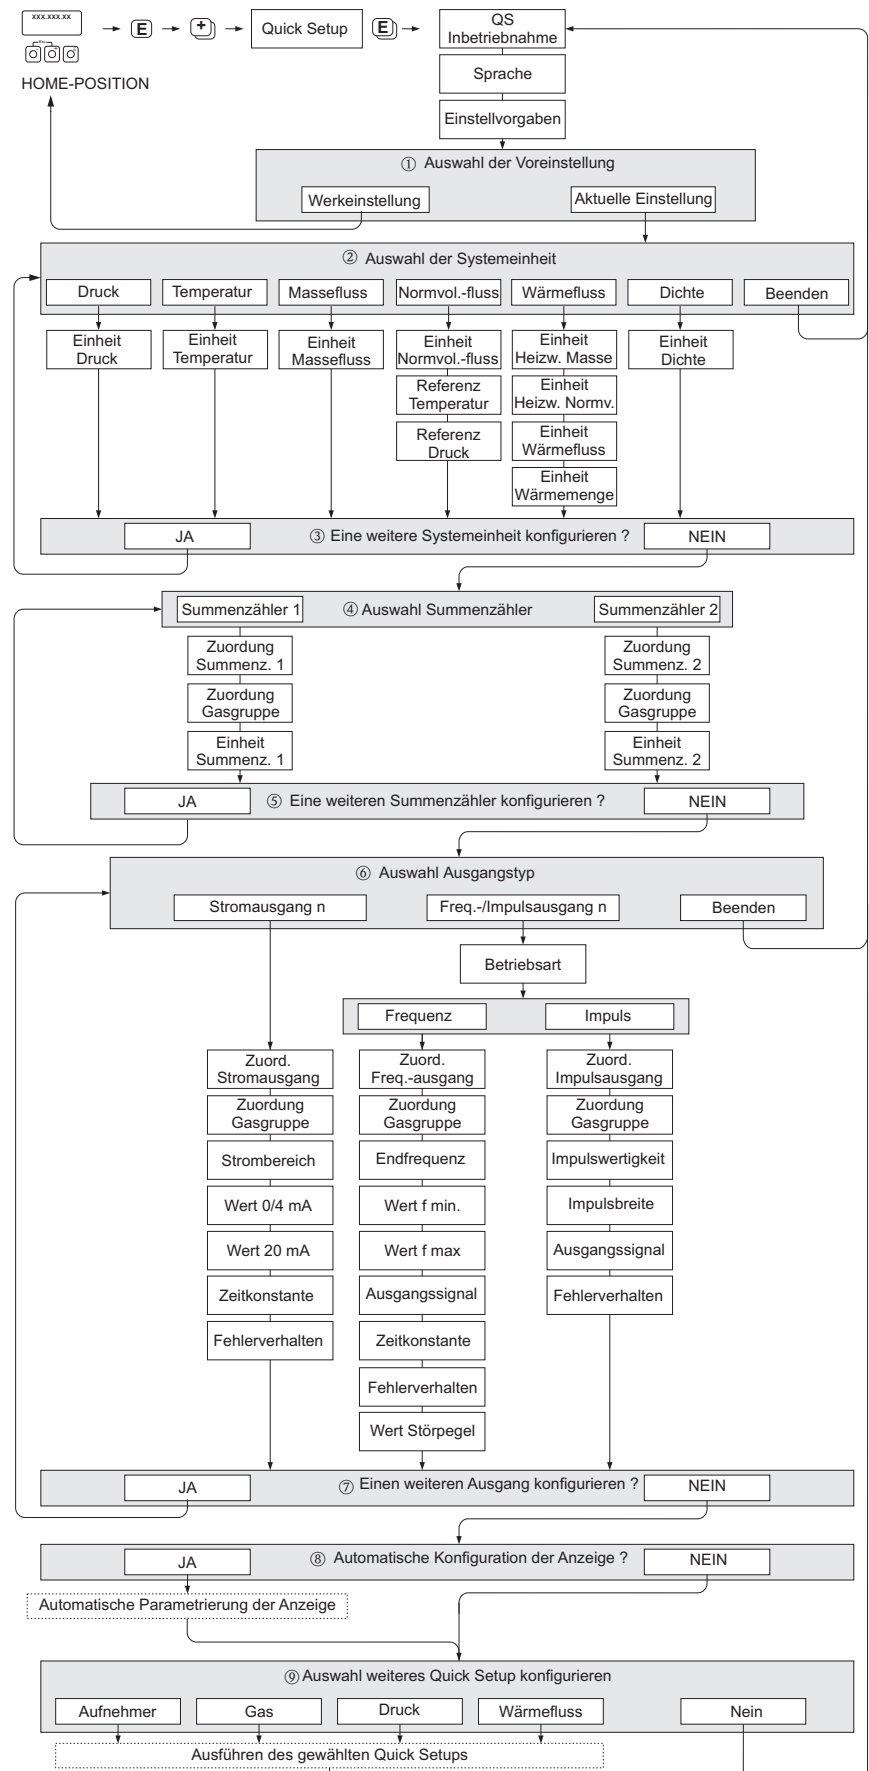 xxx.xxx.xx
Esc
E
+
Quick Setup
E
QS
Inbetriebnahme
HOME-POSITION
Sprache
Einstellvorgaben
① Auswahl der Voreinstellung
Werkeinstellung
Aktuelle Einstellung
② Auswahl der Systemeinheit
Druck
Temperatur
Massefluss
Normvol.-fluss
Wärmefluss
Dichte
Beenden
Einheit
Druck
Einheit
Temperatur
Einheit
Massefluss
Einheit
Normvol.-fluss
Einheit
Heizw. Masse
Einheit
Dichte
Referenz
Temperatur
Einheit
Heizw. Normv.
Referenz
Druck
Einheit
Wärmefluss
Einheit
Wärmemenge
JA
③ Eine weitere Systemeinheit konfigurieren ?
NEIN
Summenzähler 1
④ Auswahl Summenzähler
Summenzähler 2
Zuordung
Summenz. 1
Zuordung
Summenz. 2
Zuordung
Gasgruppe
Zuordung
Gasgruppe
Einheit
Summenz. 1
Einheit
Summenz. 2
JA
⑤ Eine weiteren Summenzähler konfigurieren ?
NEIN
⑥ Auswahl Ausgangstyp
Stromausgang n
Freq.-/Impulsausgang n
Beenden
Betriebsart
Frequenz
Impuls
Zuord.
Stromausgang
Zuord.
Freq.-ausgang
Zuord.
Impulsausgang
Zuordung
Gasgruppe
Zuordung
Gasgruppe
Zuordung
Gasgruppe
Strombereich
Endfrequenz
Impulswertigkeit
Wert 0/4 mA
Wert f min.
Impulsbreite
Wert 20 mA
Wert f max
Ausgangssignal
Zeitkonstante
Ausgangssignal
Fehlerverhalten
Fehlerverhalten
Zeitkonstante
Fehlerverhalten
Wert Störpegel
JA
⑦ Einen weiteren Ausgang konfigurieren ?
NEIN
JA
⑧ Automatische Konfiguration der Anzeige ?
NEIN
Automatische Parametrierung der Anzeige
⑨ Auswahl weiteres Quick Setup konfigurieren
Aufnehmer
Gas
Druck
Wärmefluss
Nein
Ausführen des gewählten Quick Setups